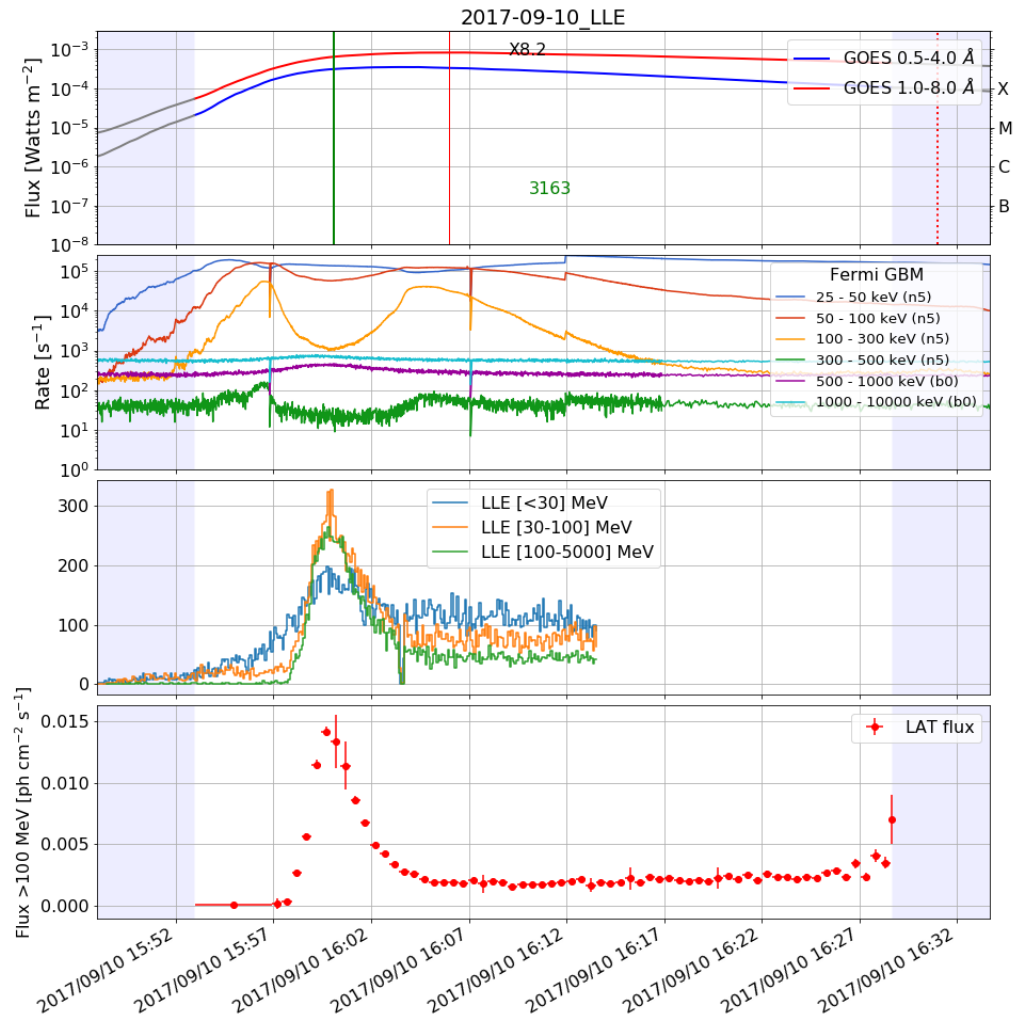 2017-09-10_LLE
Flux [Watts m⁻²]
10⁻³
10⁻⁴
10⁻⁵
10⁻⁶
10⁻⁷
10⁻⁸
X8.2
3163
GOES 0.5-4.0 Å
GOES 1.0-8.0 Å
X
M
C
B
Rate [s⁻¹]
10⁵
10⁴
10³
10²
10¹
10⁰
Fermi GBM
25 - 50 keV (n5)
50 - 100 keV (n5)
100 - 300 keV (n5)
300 - 500 keV (n5)
500 - 1000 keV (b0)
1000 - 10000 keV (b0)
300
200
100
0
LLE [<30] MeV
LLE [30-100] MeV
LLE [100-5000] MeV
Flux >100 MeV [ph cm⁻² s⁻¹]
0.015
0.010
0.005
0.000
LAT flux
2017/09/10 15:52
2017/09/10 15:57
2017/09/10 16:02
2017/09/10 16:07
2017/09/10 16:12
2017/09/10 16:17
2017/09/10 16:22
2017/09/10 16:27
2017/09/10 16:32